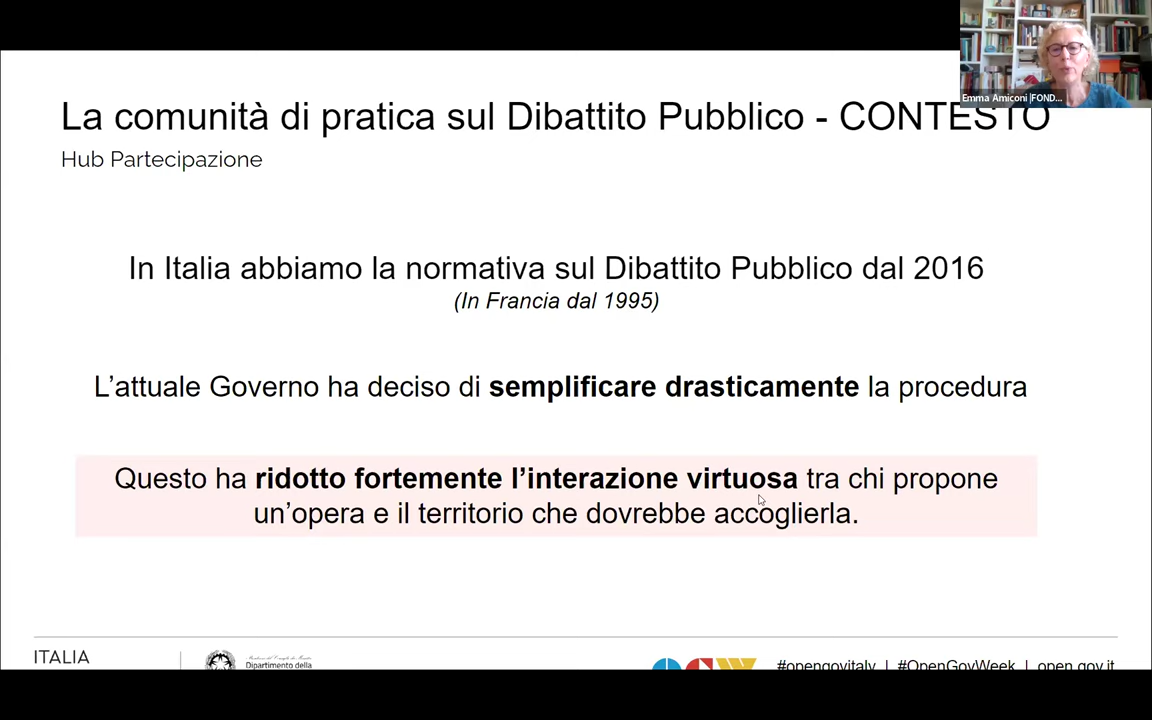 Emma Amiconi |FOND...
La comunità di pratica sul Dibattito Pubblico - CONTESTO
Hub Partecipazione
In Italia abbiamo la normativa sul Dibattito Pubblico dal 2016
(In Francia dal 1995)
L'attuale Governo ha deciso di semplificare drasticamente la procedura
Questo ha ridotto fortemente l'interazione virtuosa tra chi propone
un'opera e il territorio che dovrebbe accoglierla.
ITALIA
Dipartimento della
#opengovitaly | #OpenGovWeek | open.gov.it